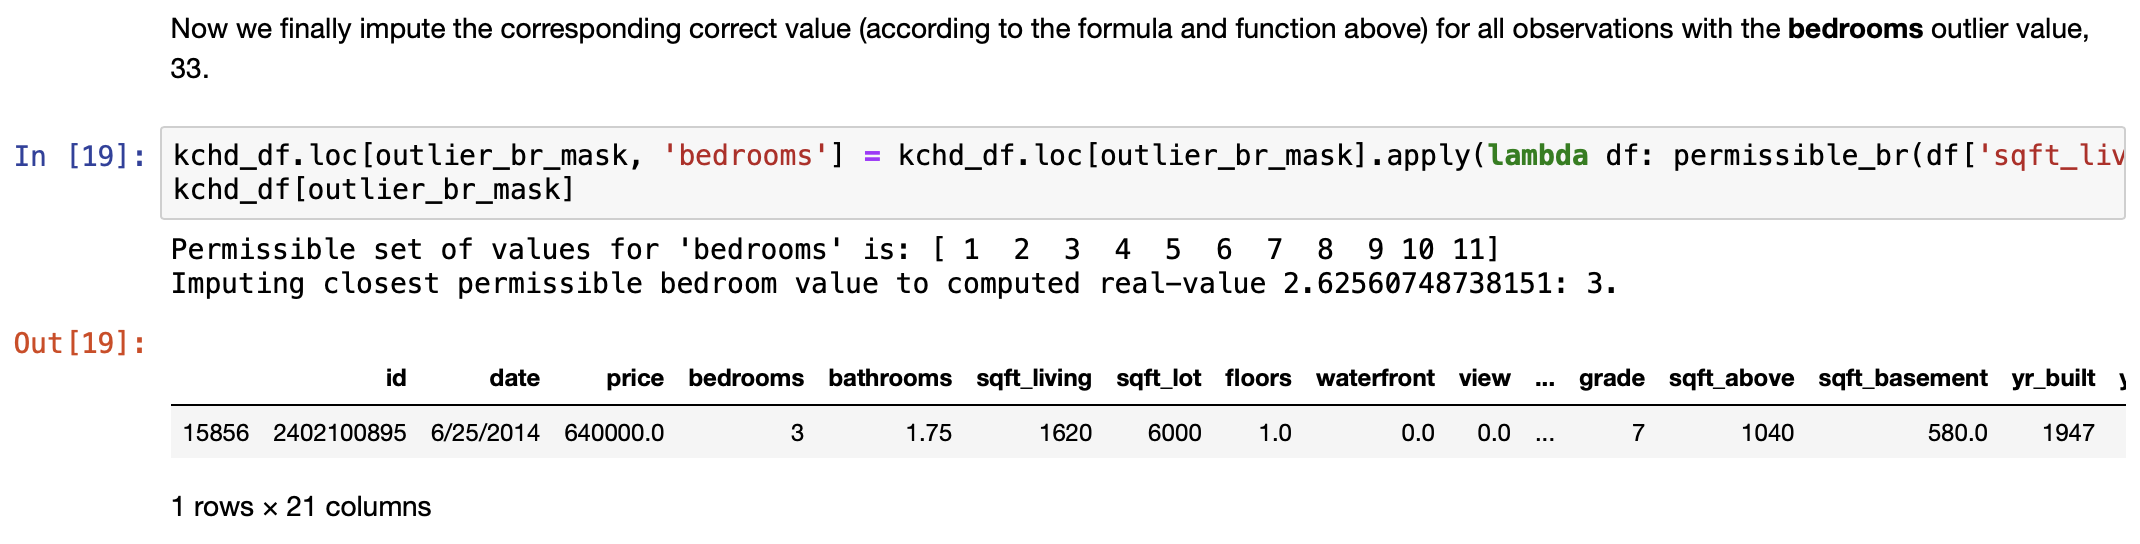 Now we finally impute the corresponding correct value (according to the formula and function above) for all observations with the bedrooms outlier value,
33.
In [19]: kchd_df.loc[outlier_br_mask, 'bedrooms'] = kchd_df.loc[outlier_br_mask].apply(lambda df: permissible_br(df['sqft_liv
kchd_df[outlier_br_mask]
Permissible set of values for 'bedrooms' is: [ 1  2  3  4  5  6  7  8  9 10 11]
Imputing closest permissible bedroom value to computed real-value 2.62560748738151: 3.
Out[19]:
id date price bedrooms bathrooms sqft_living sqft_lot floors waterfront view ... grade sqft_above sqft_basement yr_built
15856 2402100895 6/25/2014 640000.0 3 1.75 1620 6000 1.0 0.0 0.0 ... 7 1040 580.0 1947
1 rows × 21 columns